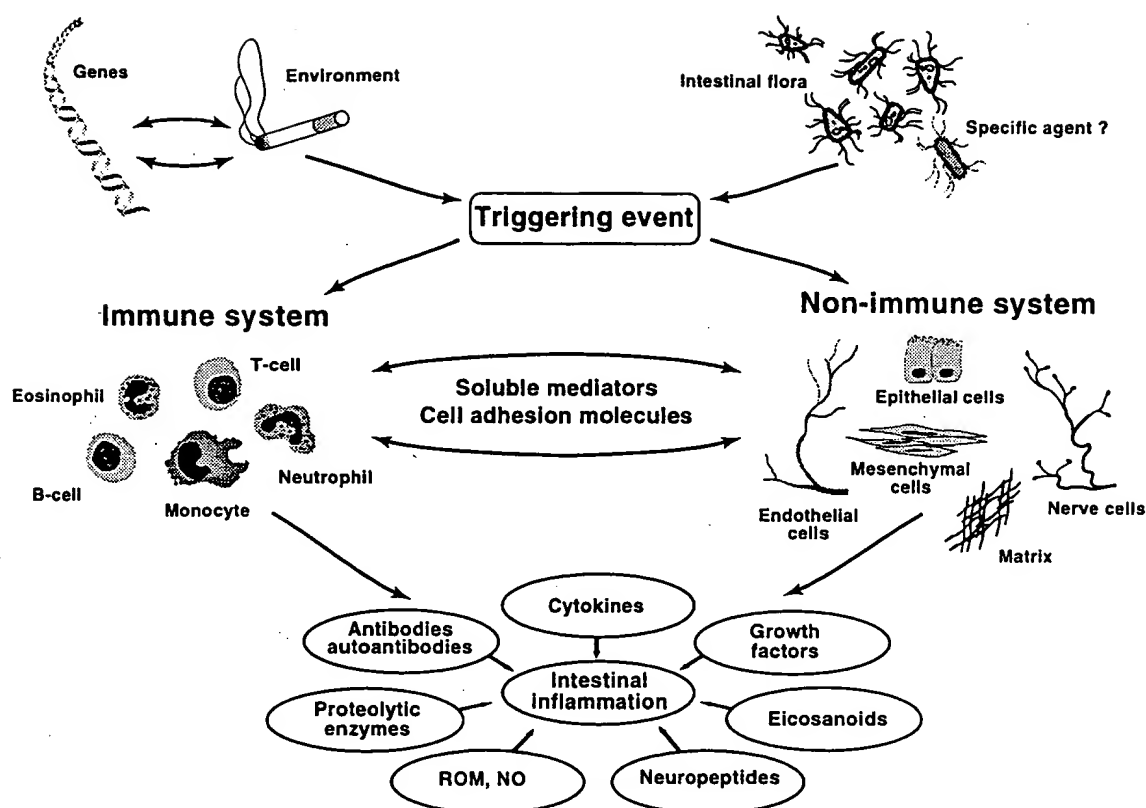 Genes
Environment
Intestinal flora
Specific agent ?
Triggering event
Immune system
Non-immune system
T-cell
Eosinophil
B-cell
Monocyte
Neutrophil
Soluble mediators
Cell adhesion molecules
Epithelial cells
Mesenchymal
cells
Endothelial
cells
Nerve cells
Matrix
Cytokines
Antibodies
autoantibodies
Growth
factors
Intestinal
inflammation
Proteolytic
enzymes
Eicosanoids
ROM, NO
Neuropeptides